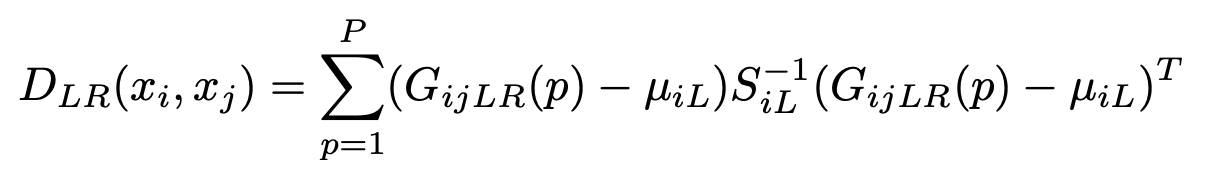 D_{LR}(x_i, x_j) = \sum_{p=1}^{P} (G_{ijLR}(p) - \mu_{iL}) S_{iL}^{-1} (G_{ijLR}(p) - \mu_{iL})^T